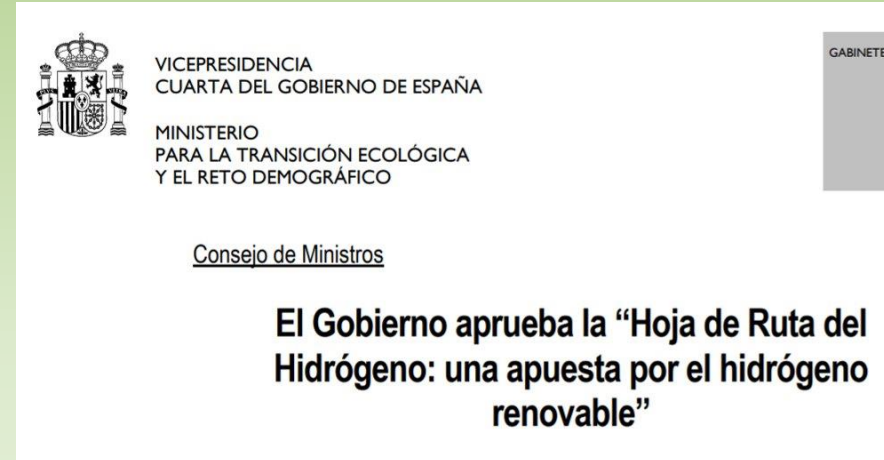 VICEPRESIDENCIA
CUARTA DEL GOBIERNO DE ESPAÑA
MINISTERIO
PARA LA TRANSICIÓN ECOLÓGICA
Y EL RETO DEMOGRÁFICO
GABINETE
Consejo de Ministros
El Gobierno aprueba la “Hoja de Ruta del
Hidrógeno: una apuesta por el hidrógeno
renovable”